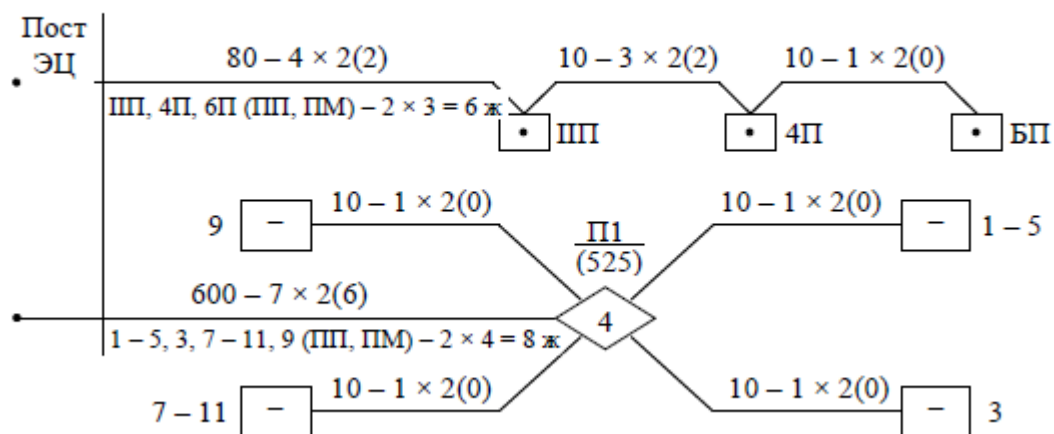 Пост
ЭЦ
80 – 4 × 2(2)
10 – 3 × 2(2)
10 – 1 × 2(0)
IIП, 4П, 6П (ПП, ПМ) – 2 × 3 = 6 ж
IIП
4П
БП
10 – 1 × 2(0)
10 – 1 × 2(0)
9
–
П1
(525)
–
1 – 5
600 – 7 × 2(6)
4
1 – 5, 3, 7 – 11, 9 (ПП, ПМ) – 2 × 4 = 8 ж
10 – 1 × 2(0)
10 – 1 × 2(0)
7 – 11
–
–
3